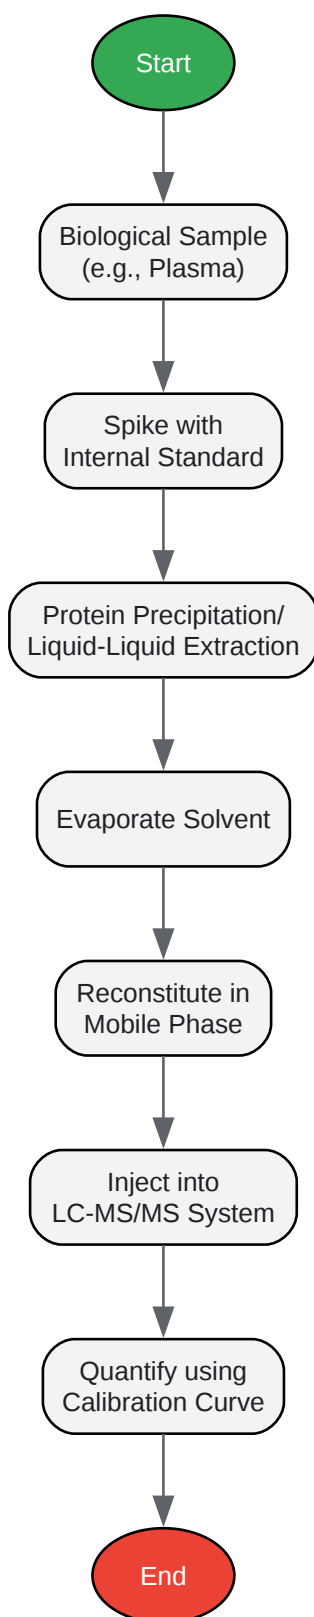 Start
Biological Sample
(e.g., Plasma)
Spike with
Internal Standard
Protein Precipitation/
Liquid-Liquid Extraction
Evaporate Solvent
Reconstitute in
Mobile Phase
Inject into
LC-MS/MS System
Quantify using
Calibration Curve
End